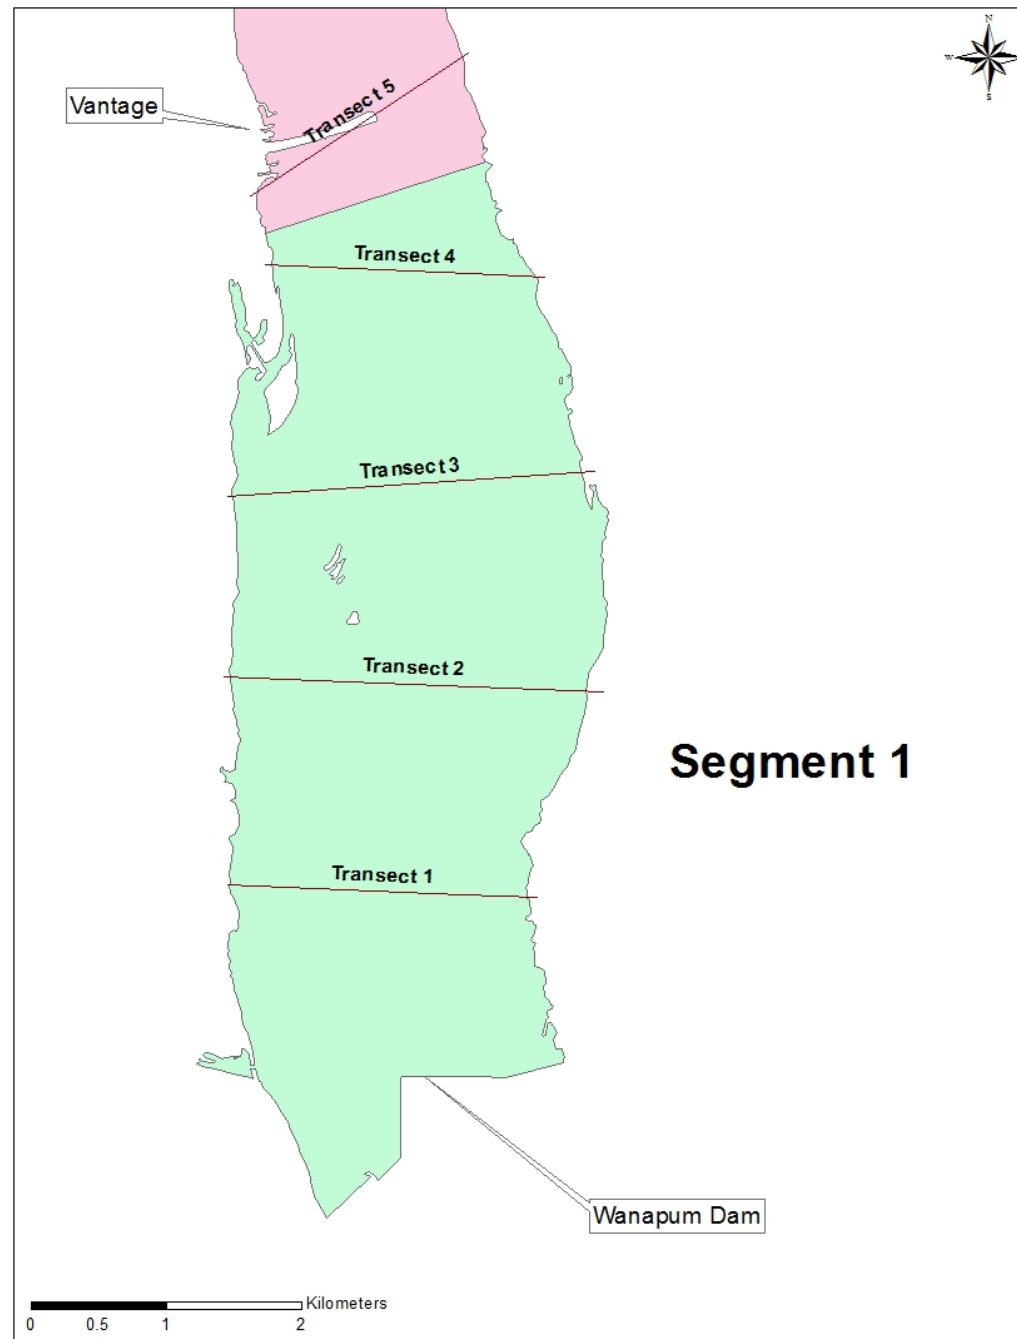 N
W
S
Vantage
Transect 5
Transect 4
Transect 3
Transect 2
Segment 1
Transect 1
Wanapum Dam
Kilometers
0 0.5 1 2